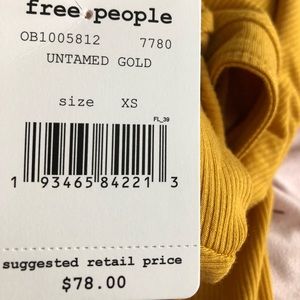 free people
OB1005812 7780
UNTAMED GOLD
size XS
FL_39
1 93465 84221 3
suggested retail price
$78.00